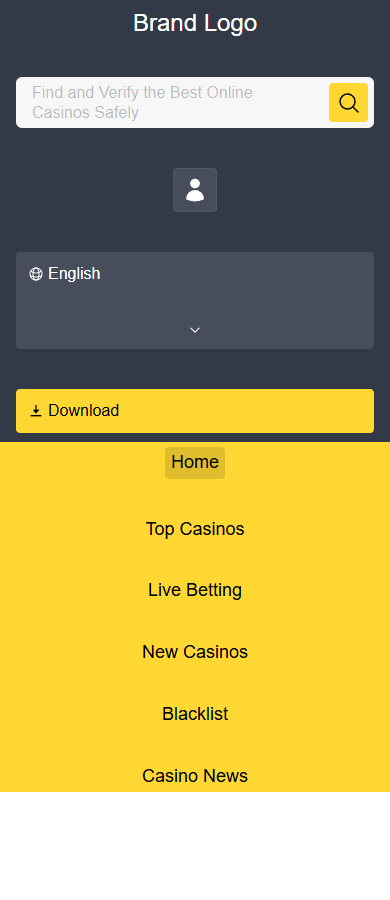 Brand Logo
Find and Verify the Best Online
Casinos Safely
English
Download
Home
Top Casinos
Live Betting
New Casinos
Blacklist
Casino News